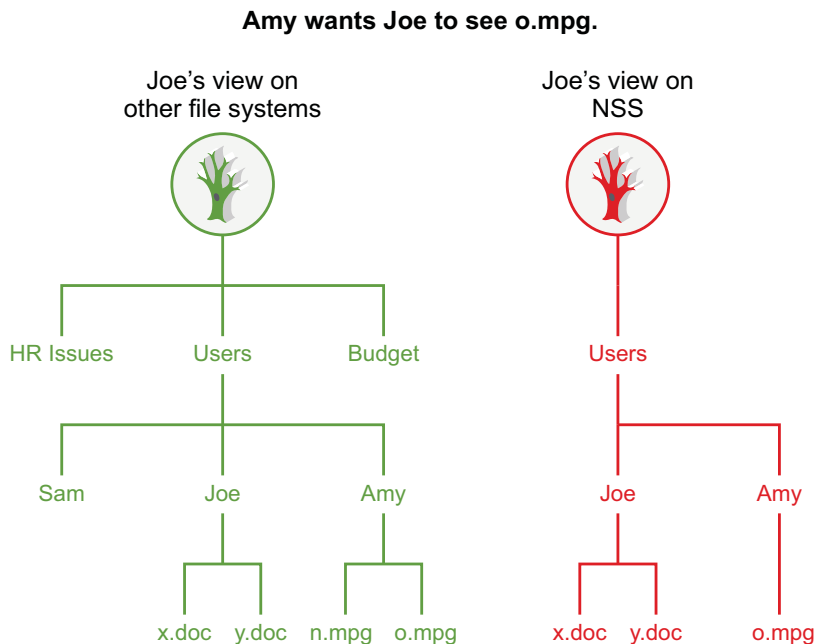 Amy wants Joe to see o.mpg.
Joe’s view on
other file systems
Joe’s view on
NSS
HR Issues
Users
Budget
Users
Sam
Joe
Amy
Joe
Amy
x.doc
y.doc
n.mpg
o.mpg
x.doc
y.doc
o.mpg